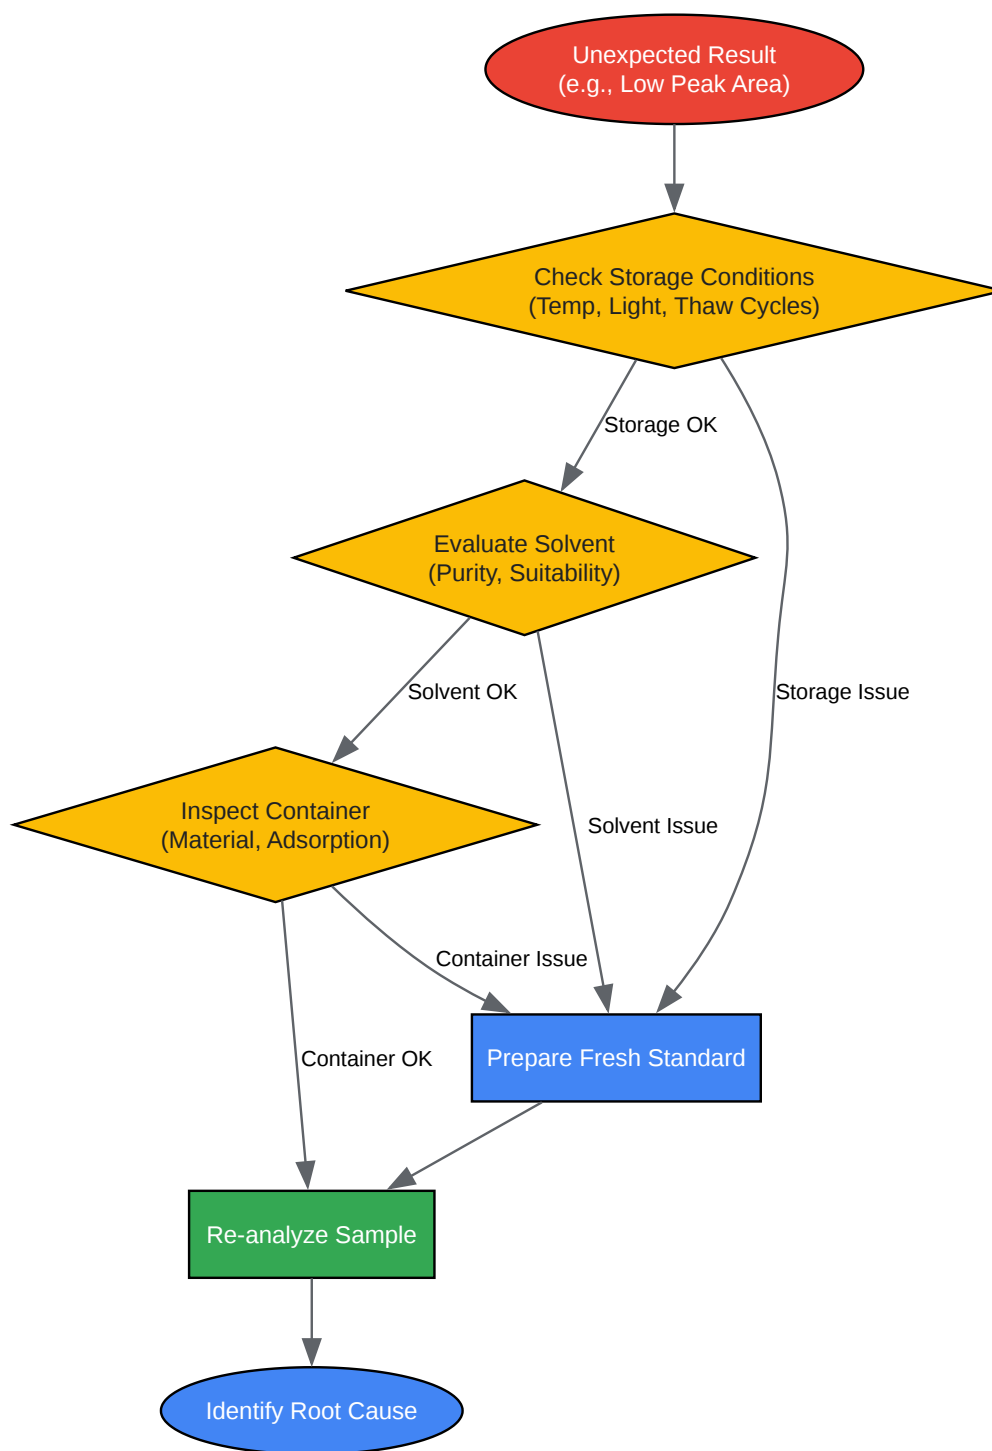 Unexpected Result
(e.g., Low Peak Area)
Check Storage Conditions
(Temp, Light, Thaw Cycles)
Storage OK
Evaluate Solvent
(Purity, Suitability)
Solvent OK
Storage Issue
Inspect Container
(Material, Adsorption)
Solvent Issue
Container Issue
Container OK
Prepare Fresh Standard
Re-analyze Sample
Identify Root Cause